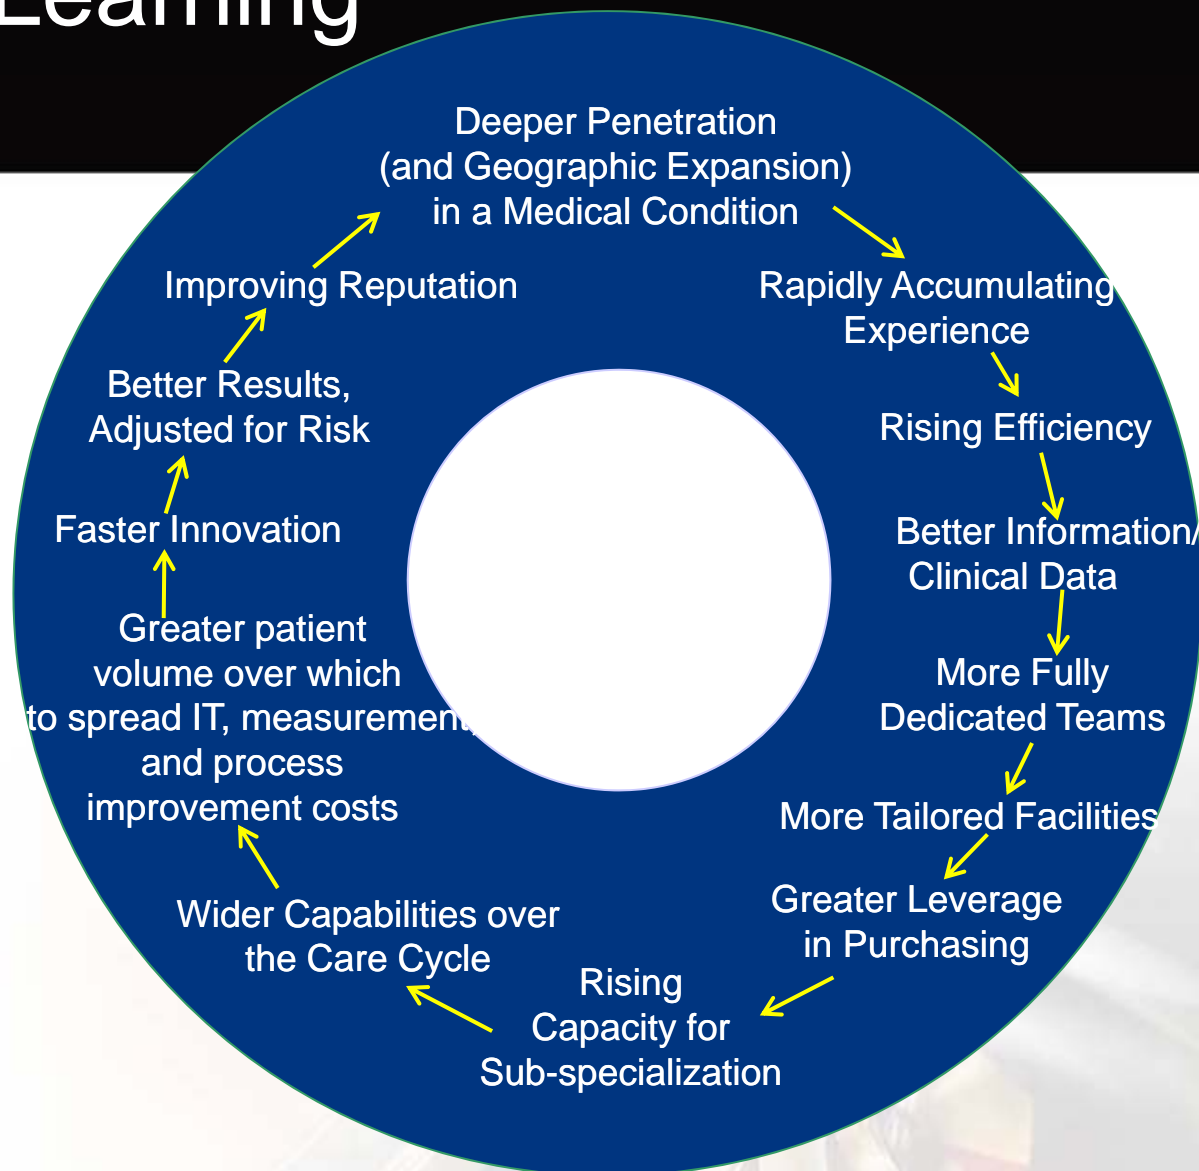 Learning
Deeper Penetration
(and Geographic Expansion)
in a Medical Condition
Rapidly Accumulating
Experience
Rising Efficiency
Better Information/
Clinical Data
More Fully
Dedicated Teams
More Tailored Facilities
Greater Leverage
in Purchasing
Rising
Capacity for
Sub-specialization
Wider Capabilities over
the Care Cycle
Greater patient
volume over which
to spread IT, measurement,
and process
improvement costs
Faster Innovation
Better Results,
Adjusted for Risk
Improving Reputation